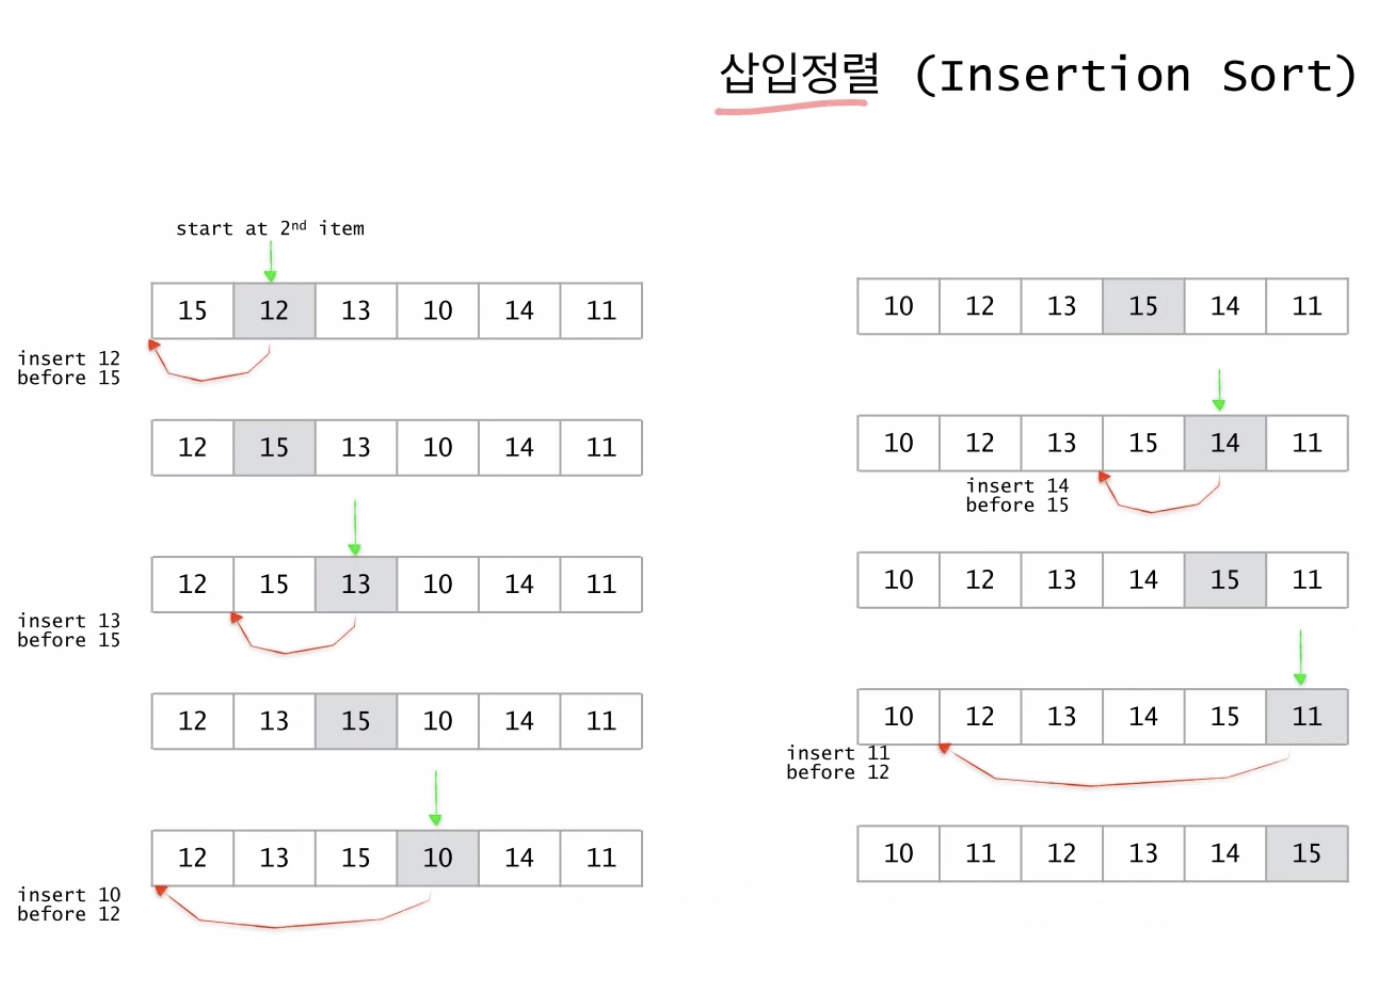 삽입정렬 (Insertion Sort)
start at 2nd item
15 12 13 10 14 11
insert 12
before 15
12 15 13 10 14 11
12 15 13 10 14 11
insert 13
before 15
12 13 15 10 14 11
12 13 15 10 14 11
insert 10
before 12
10 12 13 15 14 11
10 12 13 15 14 11
insert 14
before 15
10 12 13 14 15 11
10 12 13 14 15 11
insert 11
before 12
10 11 12 13 14 15